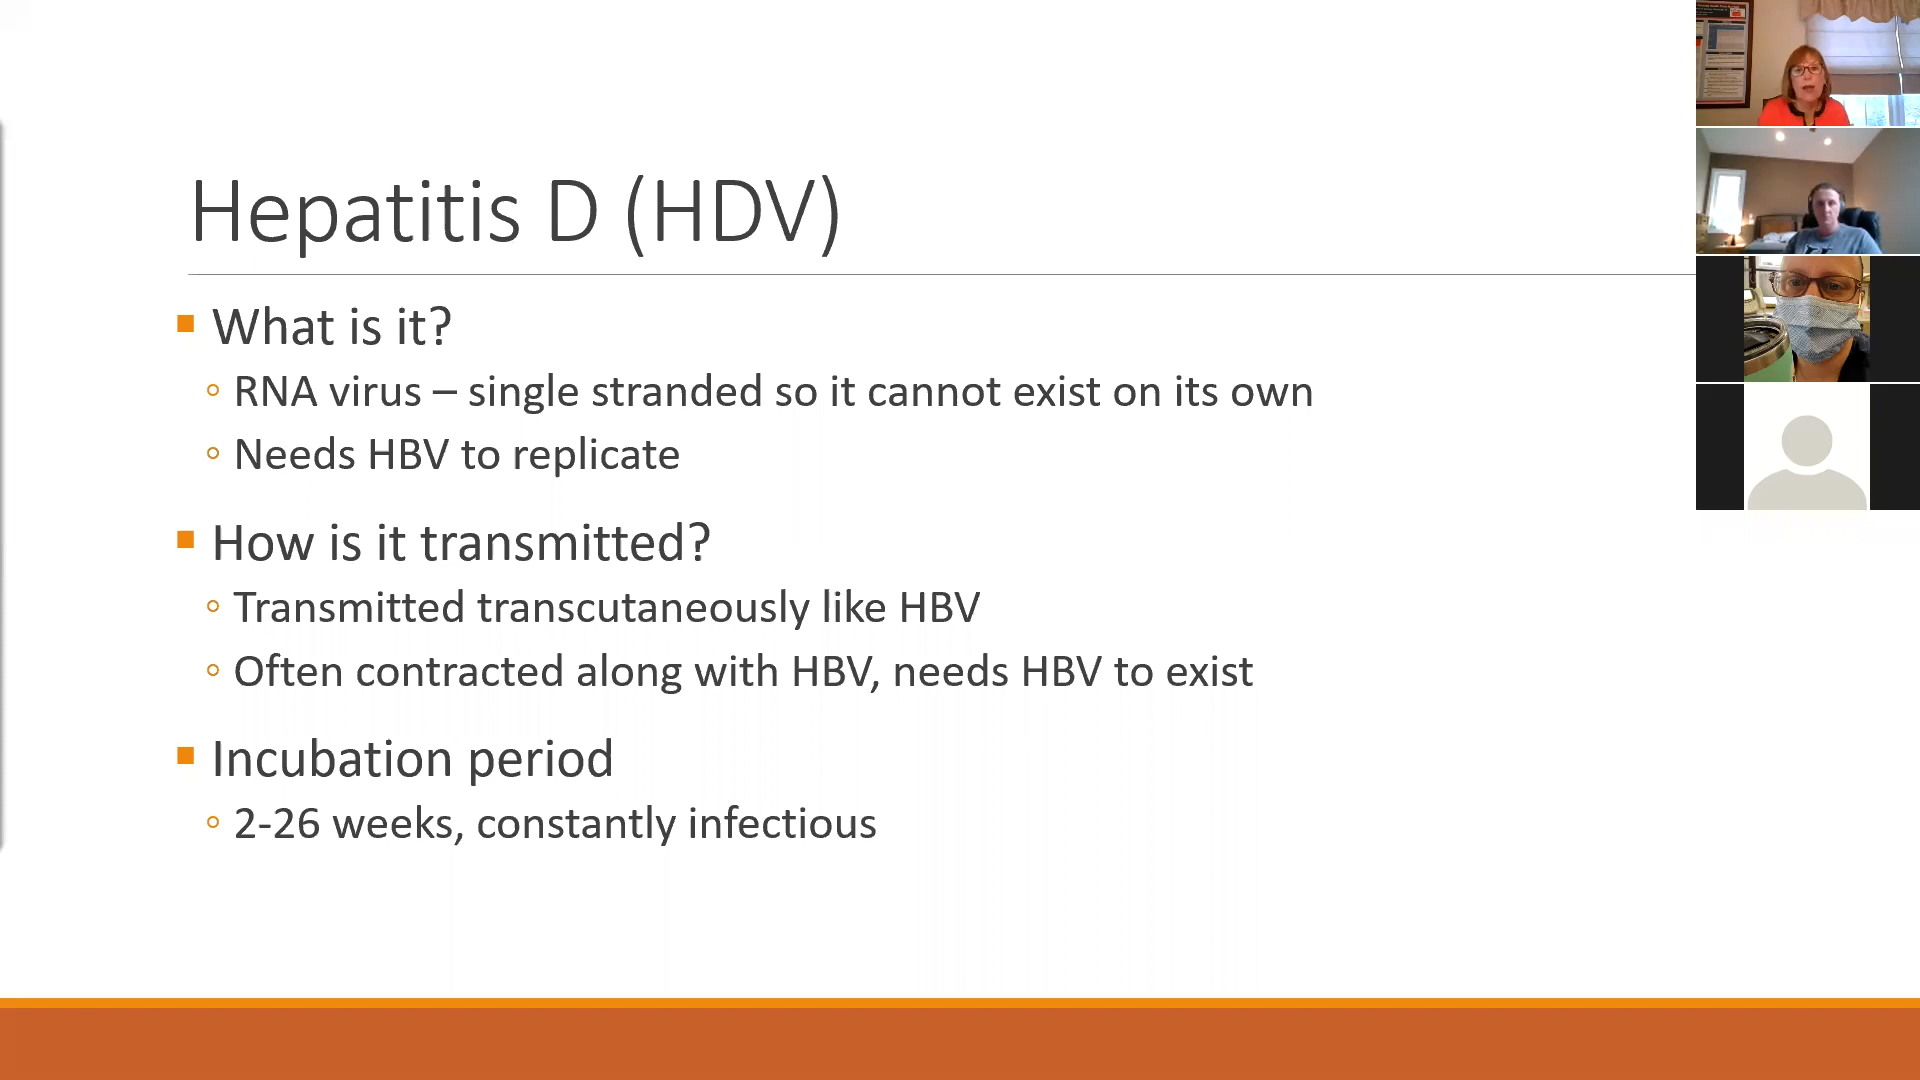 Hepatitis D (HDV)
What is it?
RNA virus – single stranded so it cannot exist on its own
Needs HBV to replicate
How is it transmitted?
Transmitted transcutaneously like HBV
Often contracted along with HBV, needs HBV to exist
Incubation period
2-26 weeks, constantly infectious